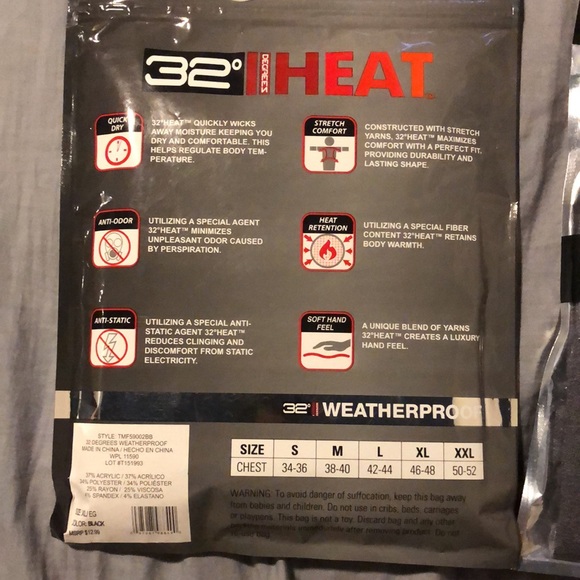 32° DEGREES HEAT™
QUICK
DRY
32°HEAT™ QUICKLY WICKS
AWAY MOISTURE KEEPING YOU
DRY AND COMFORTABLE. THIS
HELPS REGULATE BODY TEM-
PERATURE.
STRETCH
COMFORT
CONSTRUCTED WITH STRETCH
YARNS, 32°HEAT™ MAXIMIZES
COMFORT WITH A PERFECT FIT,
PROVIDING DURABILITY AND
LASTING SHAPE.
ANTI-ODOR
UTILIZING A SPECIAL AGENT
32°HEAT™ MINIMIZES
UNPLEASANT ODOR CAUSED
BY PERSPIRATION.
HEAT
RETENTION
UTILIZING A SPECIAL FIBER
CONTENT 32°HEAT™ RETAINS
BODY WARMTH.
ANTI-STATIC
UTILIZING A SPECIAL ANTI-
STATIC AGENT 32°HEAT™
REDUCES CLINGING AND
DISCOMFORT FROM STATIC
ELECTRICITY.
SOFT HAND
FEEL
A UNIQUE BLEND OF YARNS
32°HEAT™ CREATES A LUXURY
HAND FEEL.
32° WEATHERPROOF
STYLE: TMF59002BB
32 DEGREES WEATHERPROOF
MADE IN CHINA / HECHO EN CHINA
WPL 11590
LOT #T151993
37% ACRYLIC / 37% ACRILICO
34% POLYESTER / 34% POLIESTER
25% RAYON / 25% VISCOSA
4% SPANDEX / 4% ELASTANO
COLOR: BLACK
MSRP $12.99
SIZE S M L XL XXL
CHEST 34-36 38-40 42-44 46-48 50-52
WARNING: To avoid danger of suffocation, keep this bag away
from babies and children. Do not use in cribs, beds, carriages
or playpens. This bag is not a toy. Discard bag and any other
after removing product. Do not